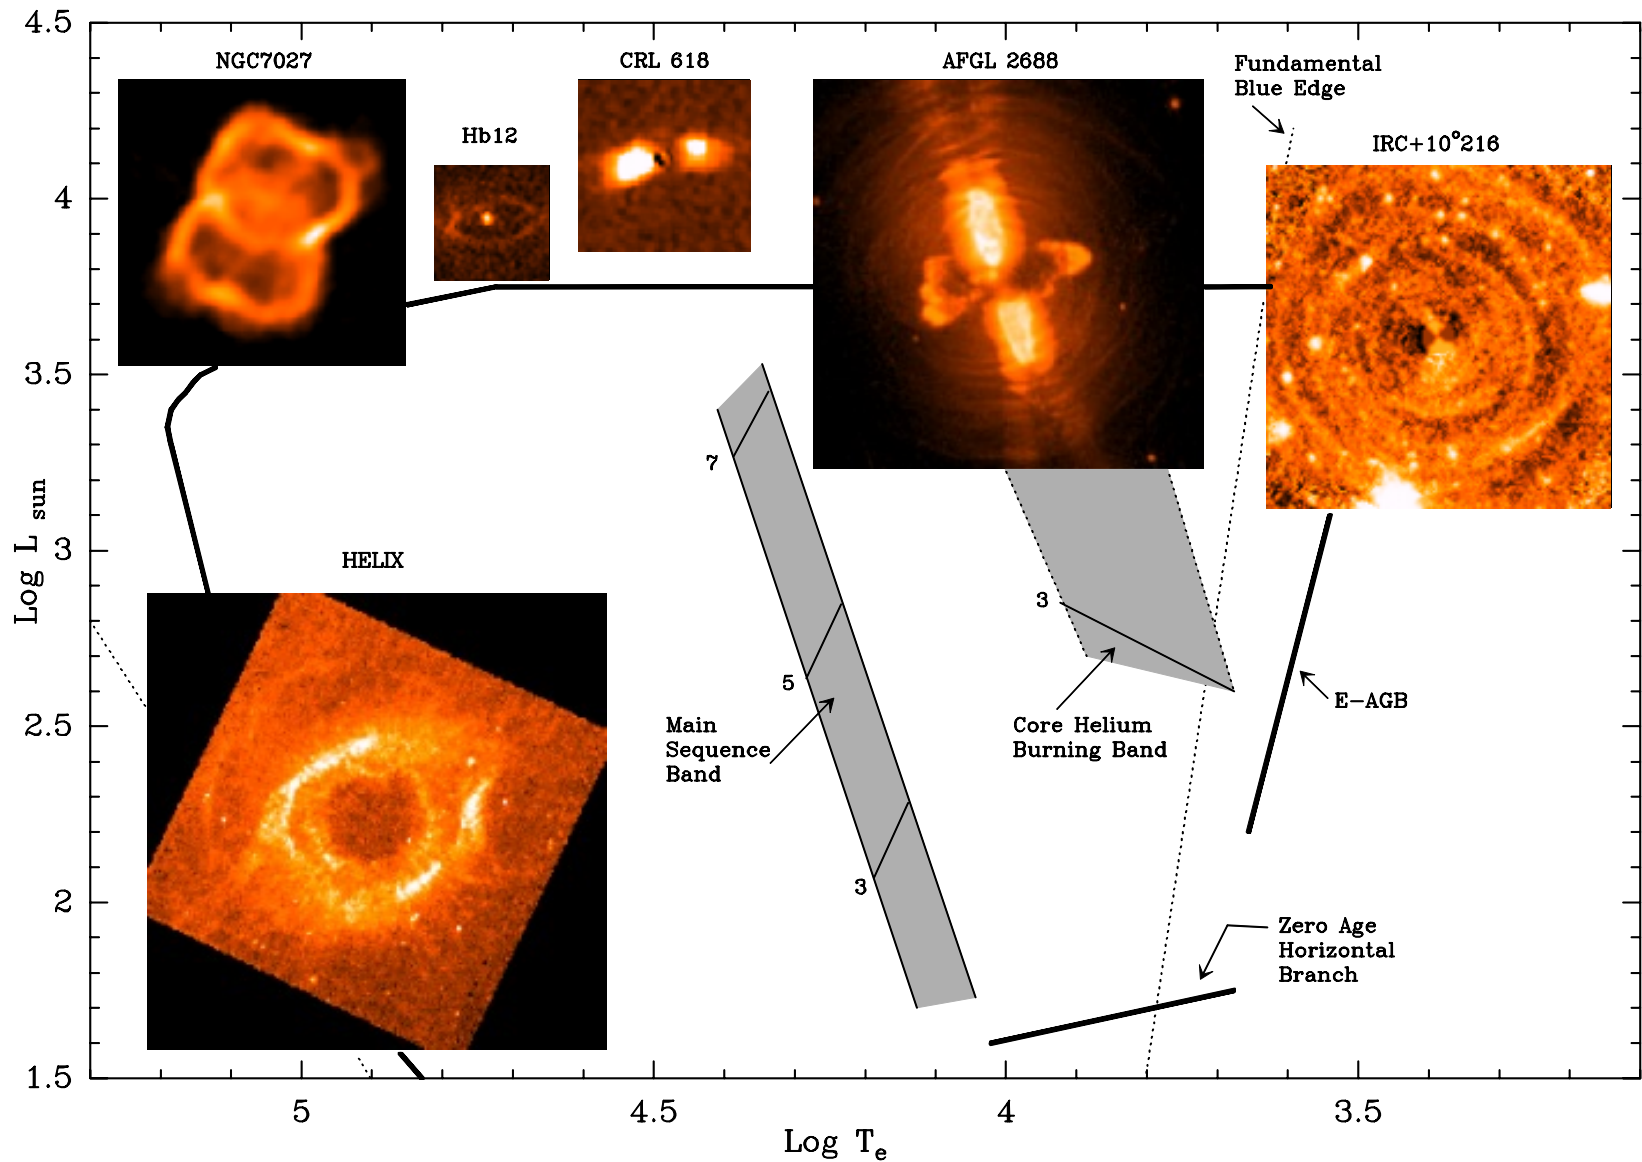 4.5
NGC7027
CRL 618
AFGL 2688
Fundamental
Blue Edge
Hb12
IRC+10°216
4
3.5
7
Log L sun
3
HELIX
3
5
E-AGB
2.5
Main
Sequence
Band
Core Helium
Burning Band
3
2
Zero Age
Horizontal
Branch
1.5
5
4.5
4
3.5
Log Te